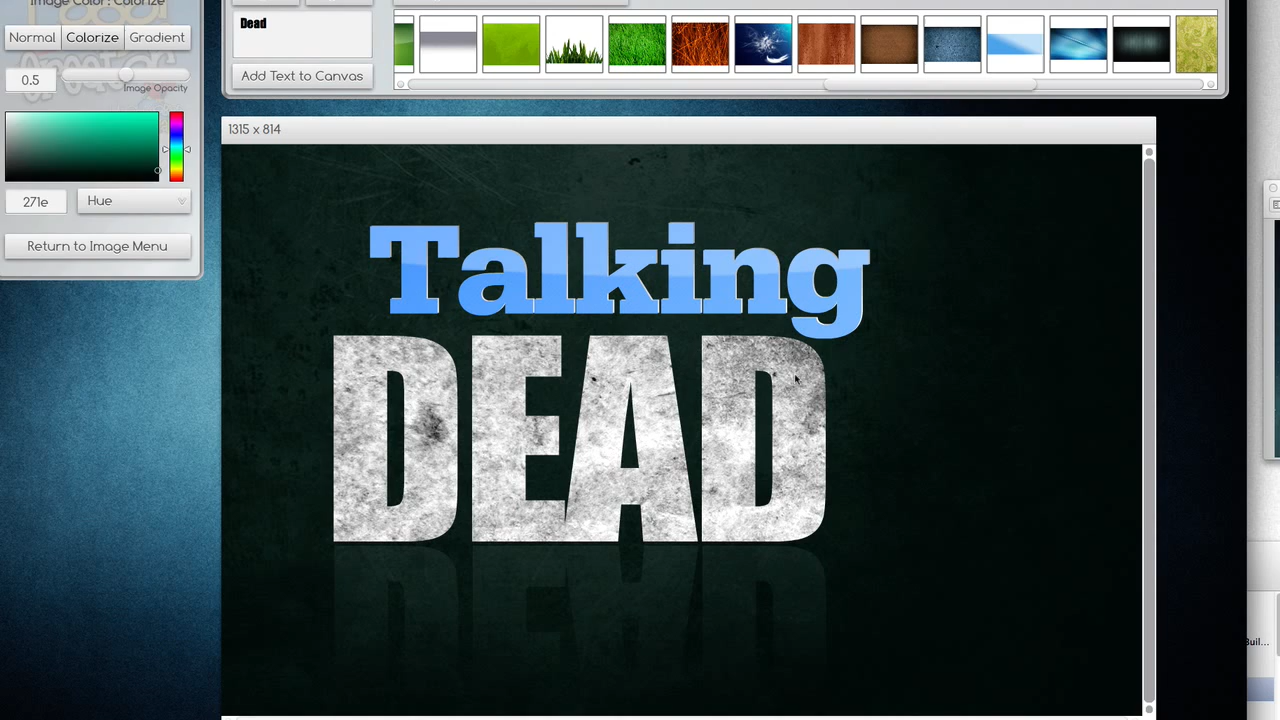 Image Color: Colorize
Normal Colorize Gradient
0.5
Image Opacity
271e Hue
Return to Image Menu
Dead
Add Text to Canvas
1315 x 814
Talking
DEAD
Buil...